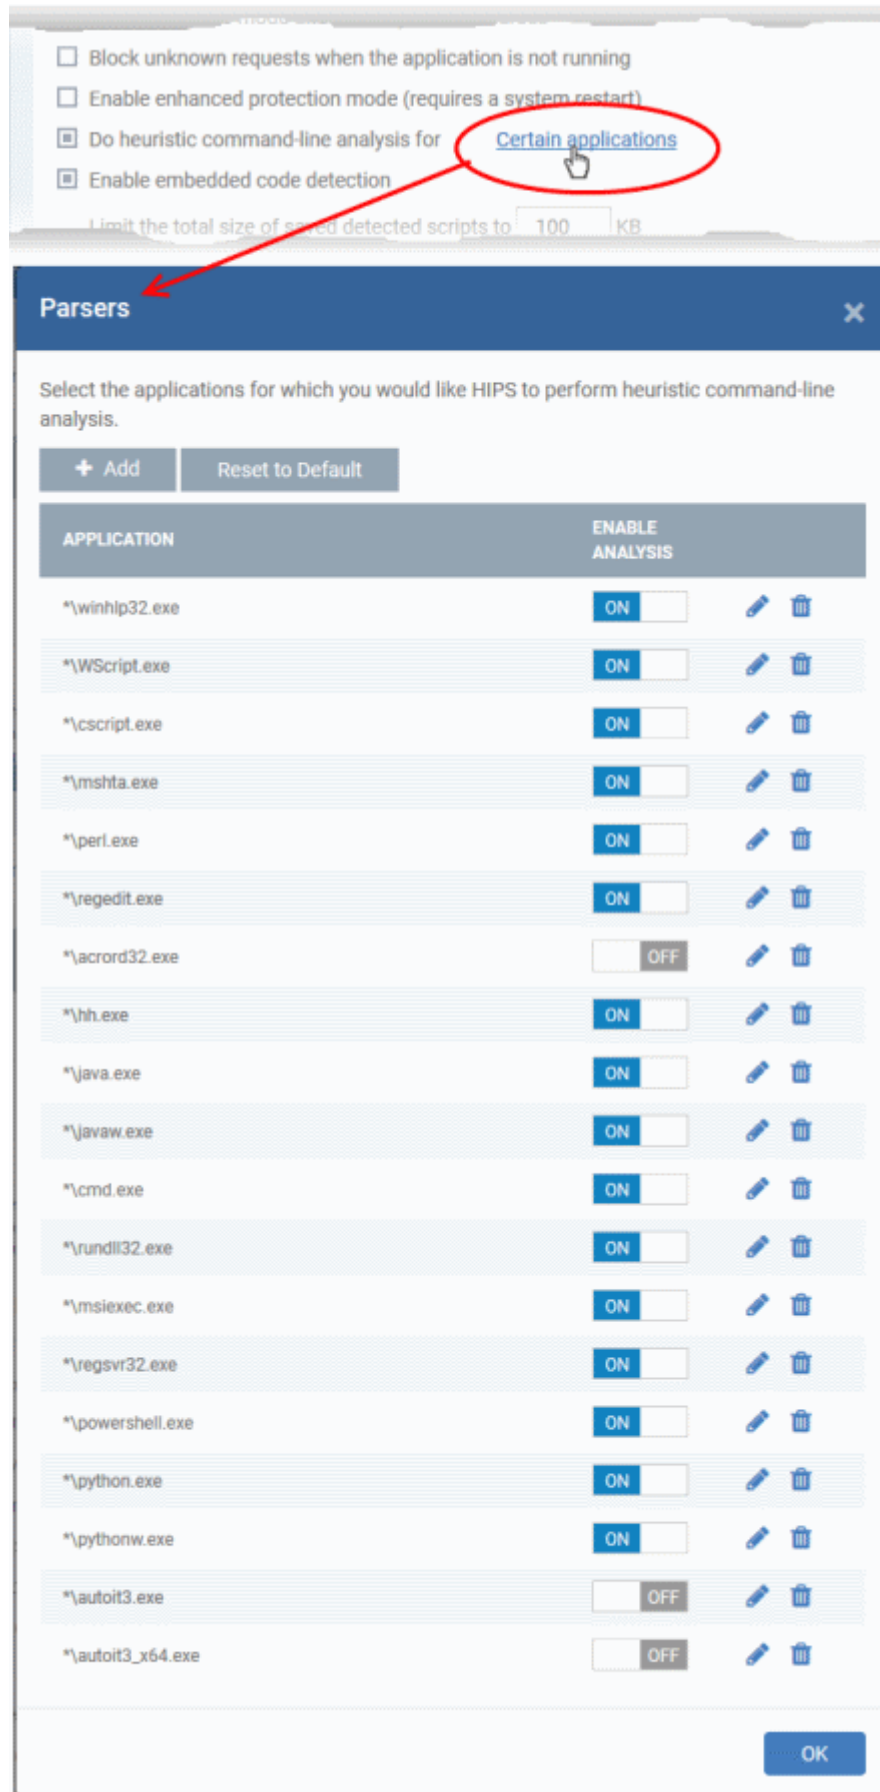 Block unknown requests when the application is not running
Enable enhanced protection mode (requires a system restart)
Do heuristic command-line analysis for Certain applications
Enable embedded code detection
Limit the total size of saved detected scripts to 100 KB
Parsers
Select the applications for which you would like HIPS to perform heuristic command-line
analysis.
+ Add Reset to Default
APPLICATION ENABLE
ANALYSIS
*\winhlp32.exe ON
*\WScript.exe ON
*\cscript.exe ON
*\mshta.exe ON
*\perl.exe ON
*\regedit.exe ON
*\acrord32.exe OFF
*\hh.exe ON
*\java.exe ON
*\javaw.exe ON
*\cmd.exe ON
*\rundll32.exe ON
*\msiexec.exe ON
*\regsvr32.exe ON
*\powershell.exe ON
*\python.exe ON
*\pythonw.exe ON
*\autoit3.exe OFF
*\autoit3_x64.exe OFF
OK